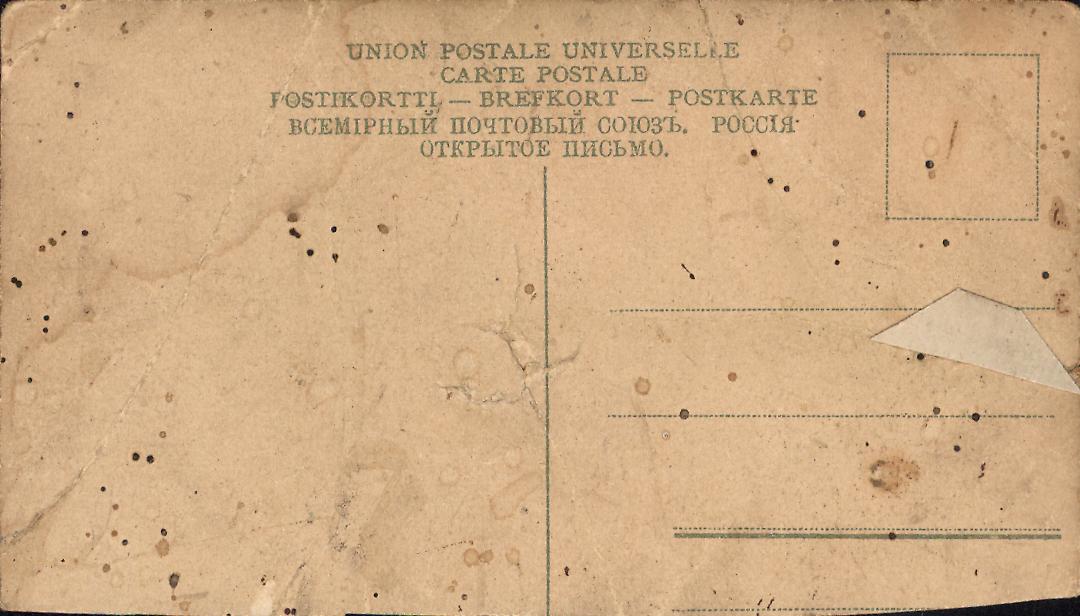 UNION POSTALE UNIVERSELLE
CARTE POSTALE
POSTIKORTTI — BREFKORT — POSTKARTE
ВСЕМІРНЫЙ ПОЧТОВЫЙ СОЮЗЪ. РОССІЯ
ОТКРЫТОЕ ПИСЬМО.